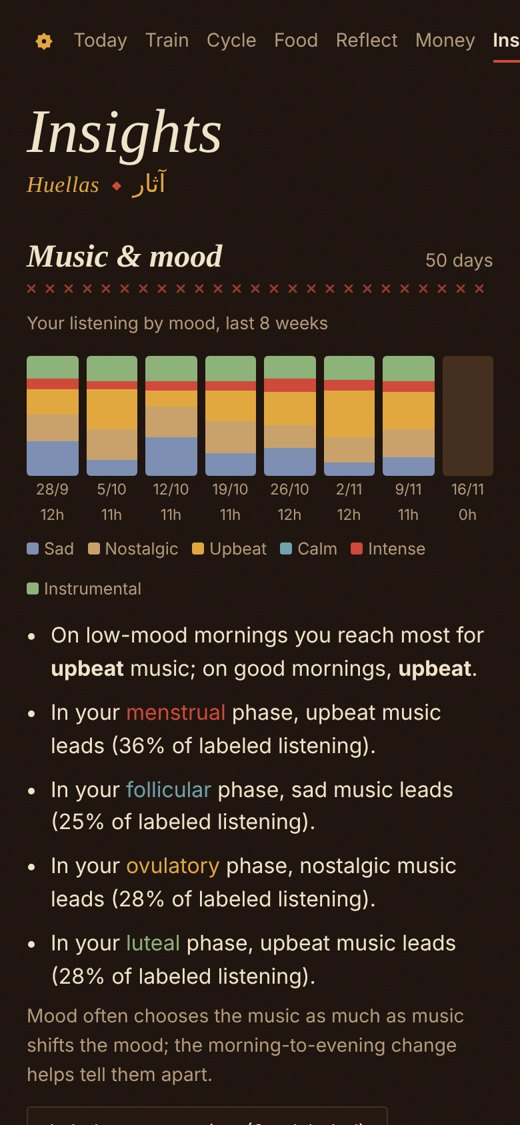 Today Train Cycle Food Reflect Money Ins
Insights
Huellas ◆ آثار
Music & mood 50 days
Your listening by mood, last 8 weeks
28/9 5/10 12/10 19/10 26/10 2/11 9/11 16/11
12h 11h 11h 11h 12h 12h 11h 0h
Sad Nostalgic Upbeat Calm Intense
Instrumental
• On low-mood mornings you reach most for
upbeat music; on good mornings, upbeat.
• In your menstrual phase, upbeat music
leads (36% of labeled listening).
• In your follicular phase, sad music leads
(25% of labeled listening).
• In your ovulatory phase, nostalgic music
leads (28% of labeled listening).
• In your luteal phase, upbeat music leads
(28% of labeled listening).
Mood often chooses the music as much as music
shifts the mood; the morning-to-evening change
helps tell them apart.